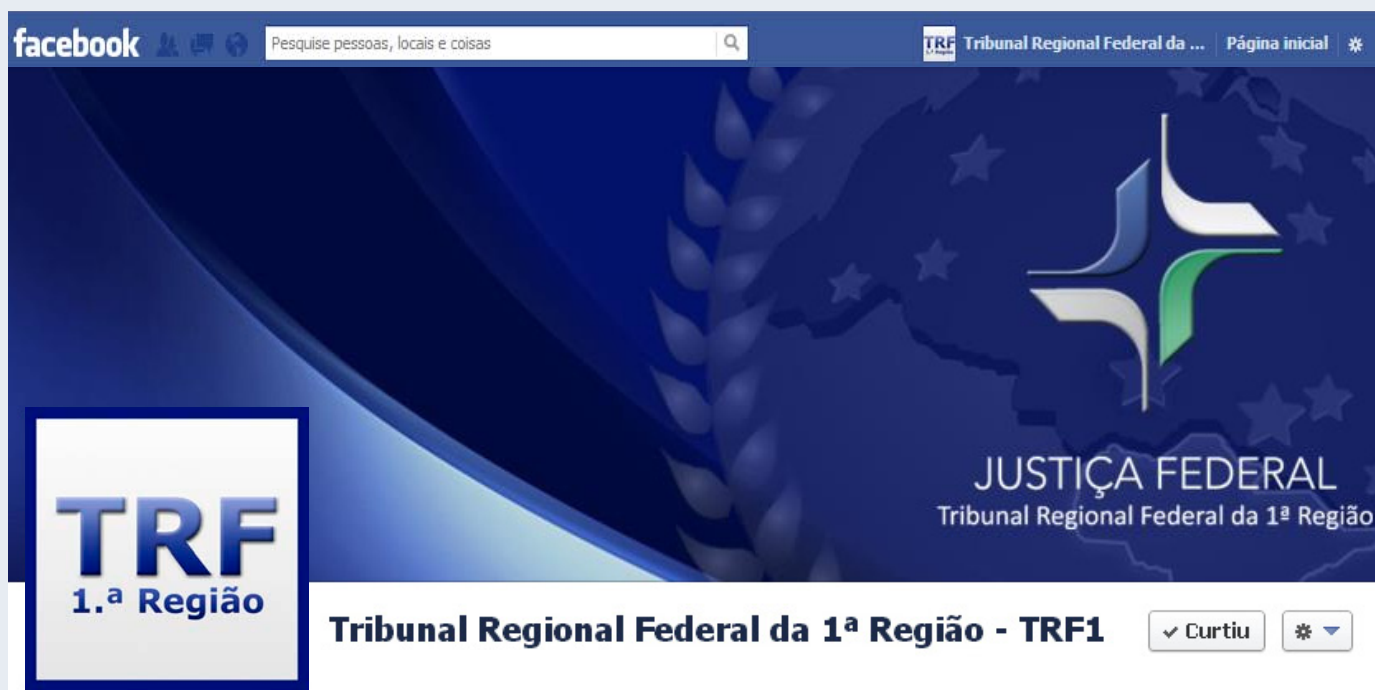 facebook
Pesquise pessoas, locais e coisas
TRF Tribunal Regional Federal da ...
Página inicial
JUSTIÇA FEDERAL
Tribunal Regional Federal da 1ª Região
TRF
1.ª Região
Tribunal Regional Federal da 1ª Região - TRF1
Curtiu